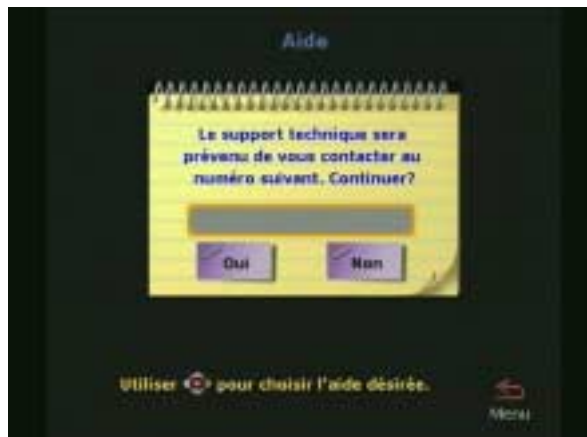 Aide
Le support technique sera
prévenu de vous contacter au
numéro suivant. Continuer?
Oui
Non
Utiliser pour choisir l'aide désirée.
Menu